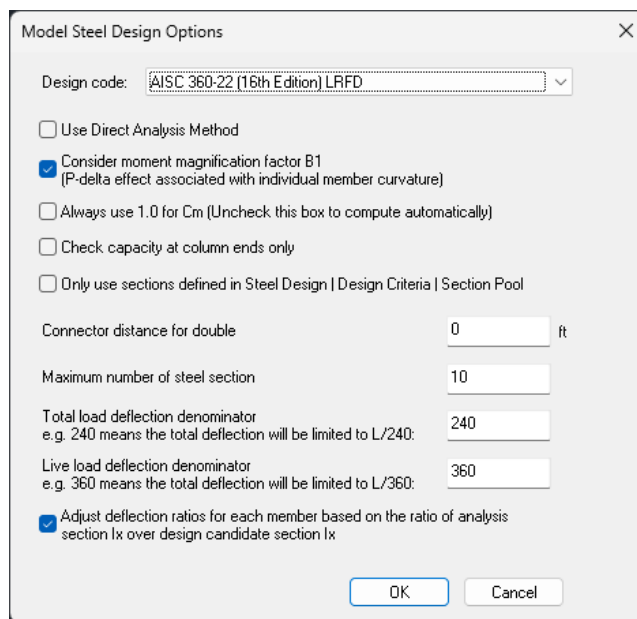 Model Steel Design Options
Design code: AISC 360-22 (16th Edition) LRFD
Use Direct Analysis Method
Consider moment magnification factor B1
(P-delta effect associated with individual member curvature)
Always use 1.0 for Cm (Uncheck this box to compute automatically)
Check capacity at column ends only
Only use sections defined in Steel Design | Design Criteria | Section Pool
Connector distance for double 0 ft
Maximum number of steel section 10
Total load deflection denominator
e.g. 240 means the total deflection will be limited to L/240: 240
Live load deflection denominator
e.g. 360 means the total deflection will be limited to L/360: 360
Adjust deflection ratios for each member based on the ratio of analysis
section Ix over design candidate section Ix
OK Cancel